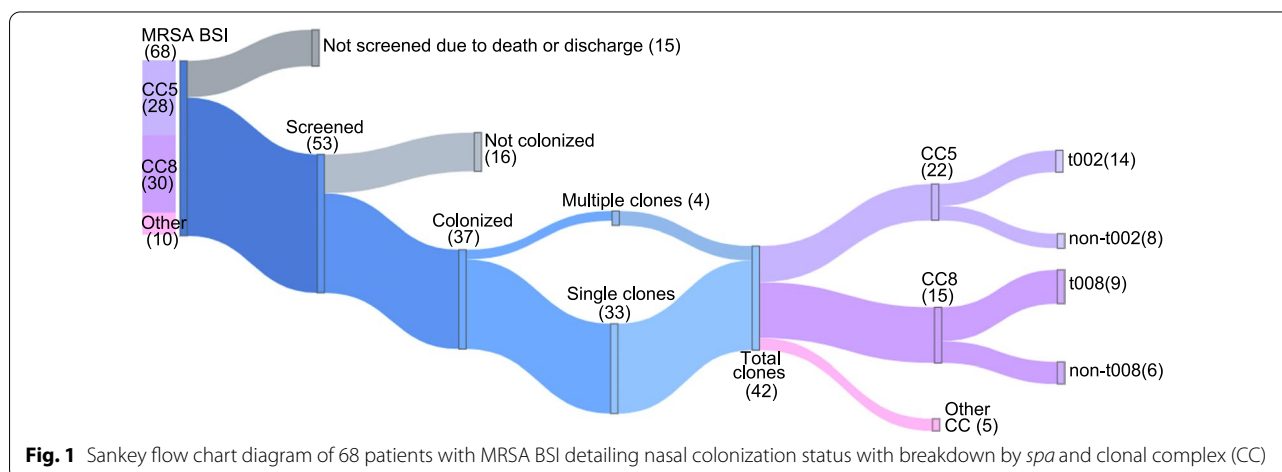 MRSA BSI
(68)
CC5
(28)
CC8
(30)
Other
(10)
Not screened due to death or discharge (15)
Screened
(53)
Not colonized
(16)
Colonized
(37)
Multiple clones (4)
Single clones
(33)
Total
clones
(42)
CC5
(22)
t002(14)
non-t002(8)
CC8
(15)
t008(9)
non-t008(6)
Other
CC (5)
Fig. 1 Sankey flow chart diagram of 68 patients with MRSA BSI detailing nasal colonization status with breakdown by spa and clonal complex (CC)